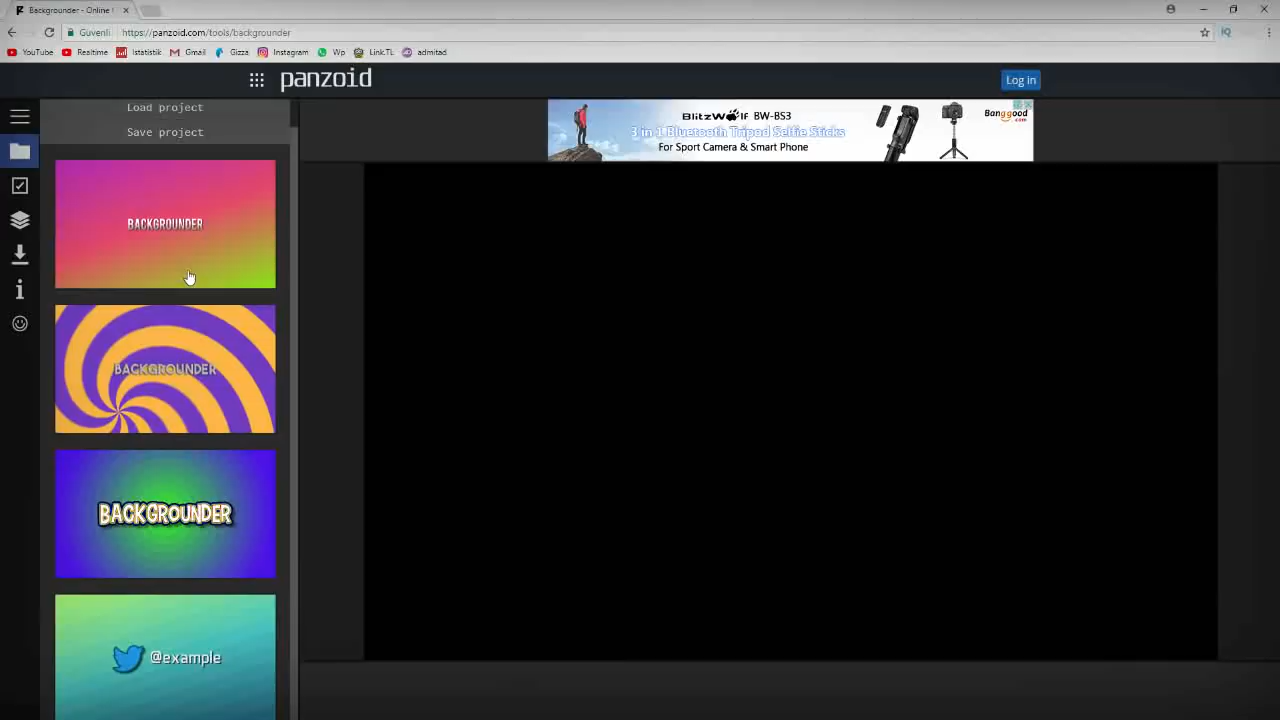 Backgrounder - Online
Güvenli
https://panzoid.com/tools/backgrounder
YouTube
Realtime
İstatistik
Gmail
Gizza
Instagram
Wp
Link.TL
admitad
panzoid
Log in
Load project
Save project
BLITZWOLF BW-BS3
3 in 1 Bluetooth Tripod Selfie Sticks
For Sport Camera & Smart Phone
Banggood
.com
BACKGROUNDER
BACKGROUNDER
BACKGROUNDER
@example